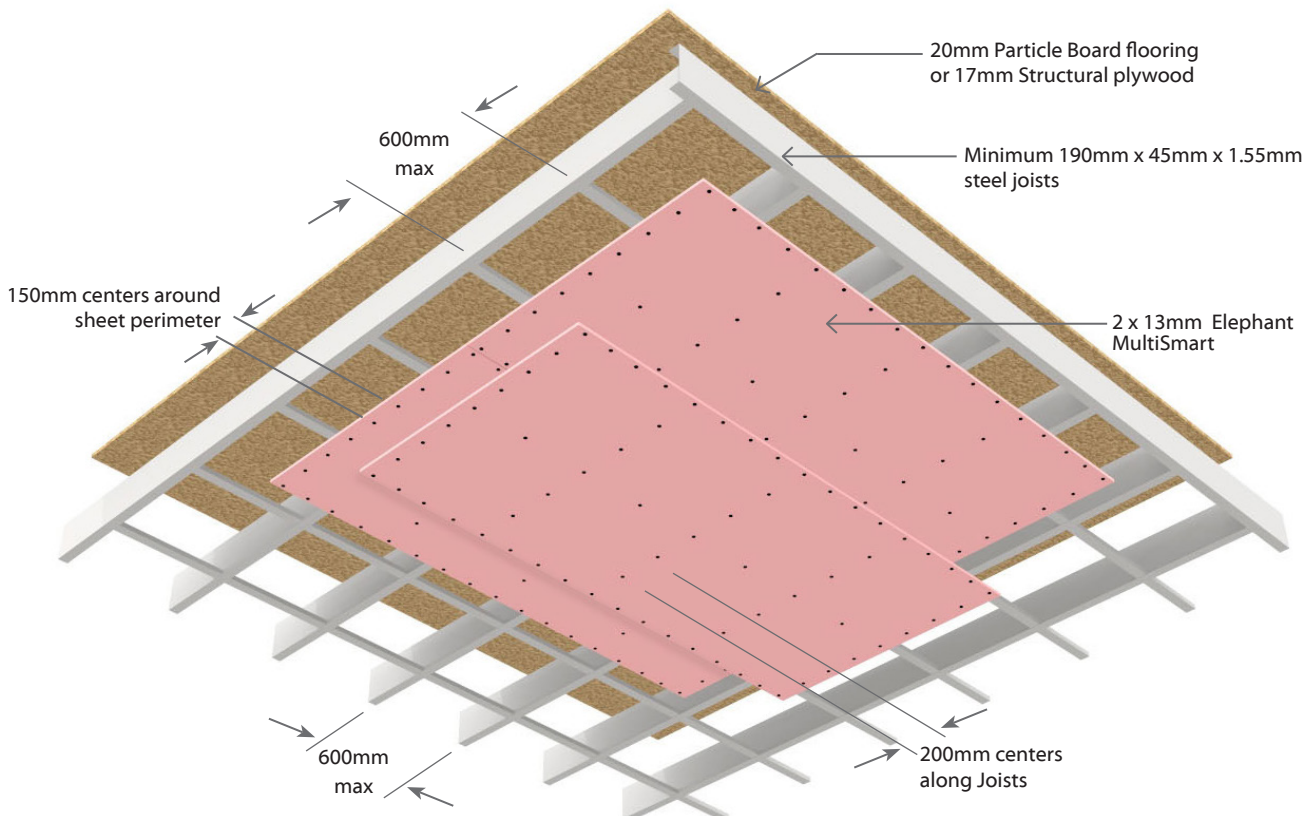 20mm Particle Board flooring
or 17mm Structural plywood
600mm
max
Minimum 190mm x 45mm x 1.55mm
steel joists
150mm centers around
sheet perimeter
2 x 13mm Elephant
MultiSmart
600mm
max
200mm centers
along Joists